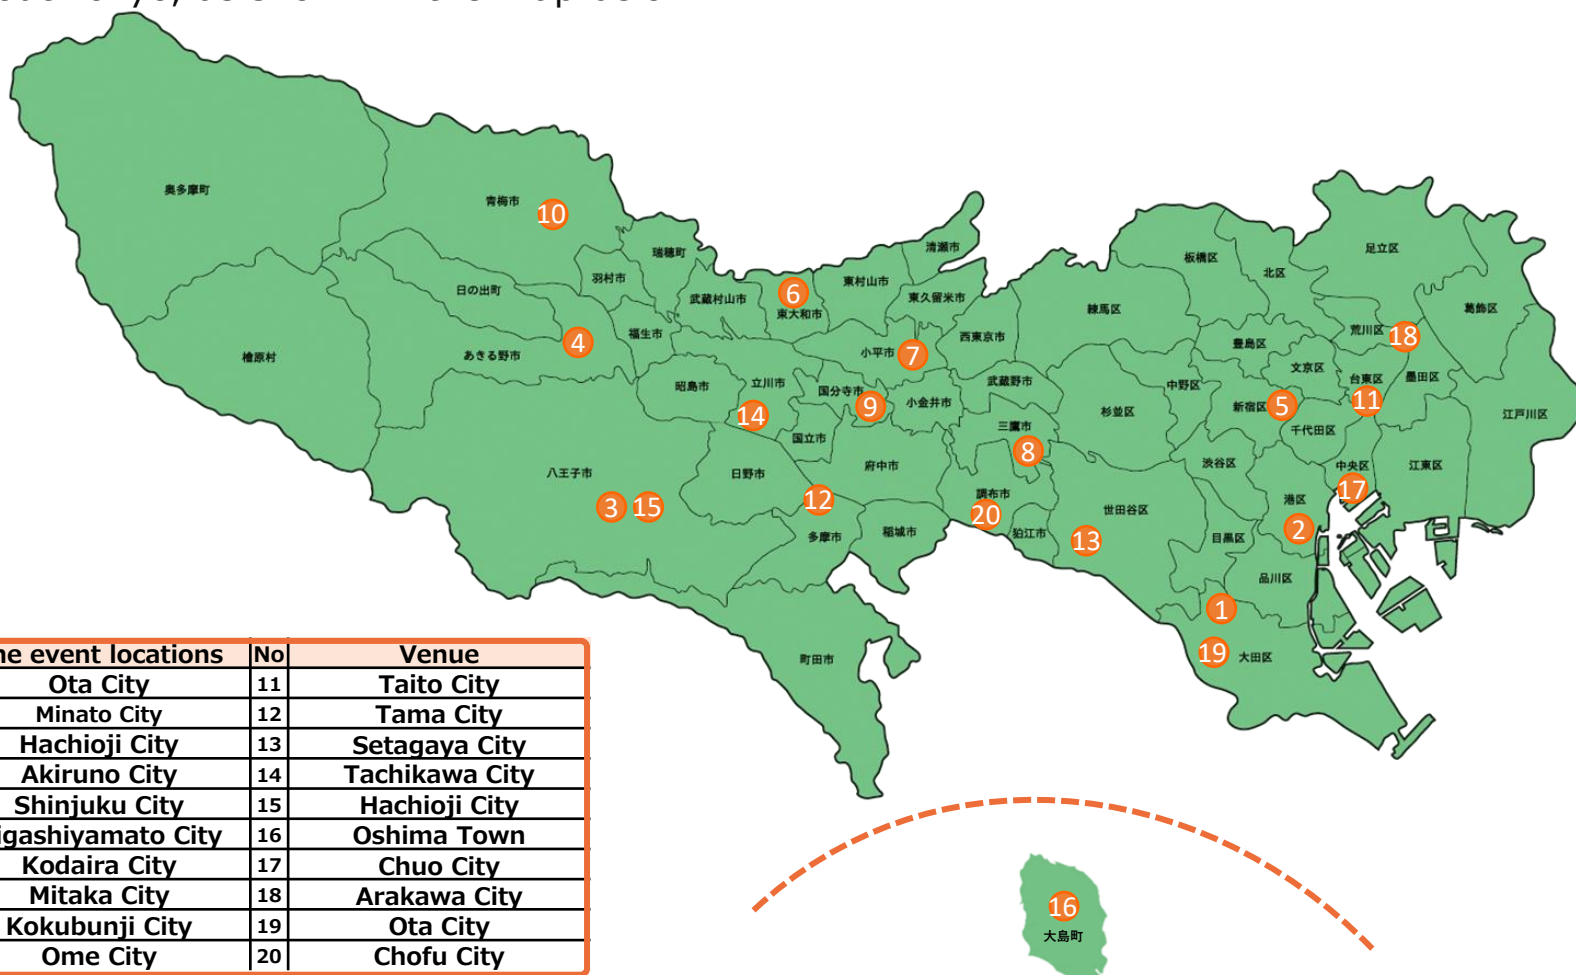 奥多摩町
青梅市
10
瑞穂町
清瀬市
足立区
板橋区
北区
羽村市
日の出町
武蔵村山市
6
東大和市
東村山市
東久留米市
練馬区
葛飾区
檜原村
あきる野市
4
福生市
小平市
7
西東京市
豊島区
荒川区
18
昭島市
立川市
14
国分寺市
9
小金井市
武蔵野市
中野区
杉並区
新宿区
5
文京区
台東区
11
墨田区
江戸川区
八王子市
3
15
日野市
国立市
府中市
12
三鷹市
8
千代田区
渋谷区
中央区
17
江東区
港区
2
多摩市
稲城市
調布市
20
狛江市
世田谷区
13
目黒区
品川区
1
19
大田区
町田市
16
大島町
event locations No Venue
Ota City 11 Taito City
Minato City 12 Tama City
Hachioji City 13 Setagaya City
Akiruno City 14 Tachikawa City
Shinjuku City 15 Hachioji City
igashiyamato City 16 Oshima Town
Kodaira City 17 Chuo City
Mitaka City 18 Arakawa City
Kokubunji City 19 Ota City
Ome City 20 Chofu City